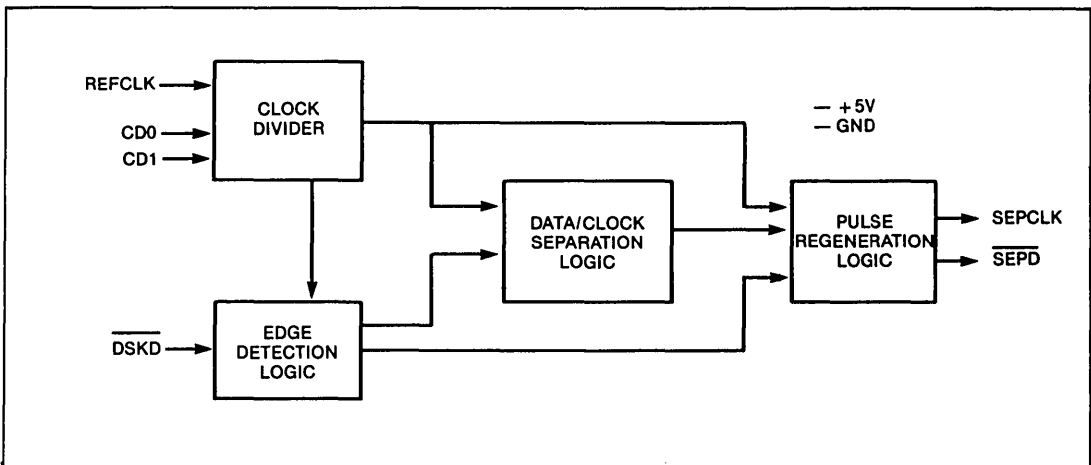 REFCLK
CD0
CD1
CLOCK
DIVIDER
— +5V
— GND
DATA/CLOCK
SEPARATION
LOGIC
PULSE
REGENERATION
LOGIC
SEPCLK
SEPD
DSKD
EDGE
DETECTION
LOGIC